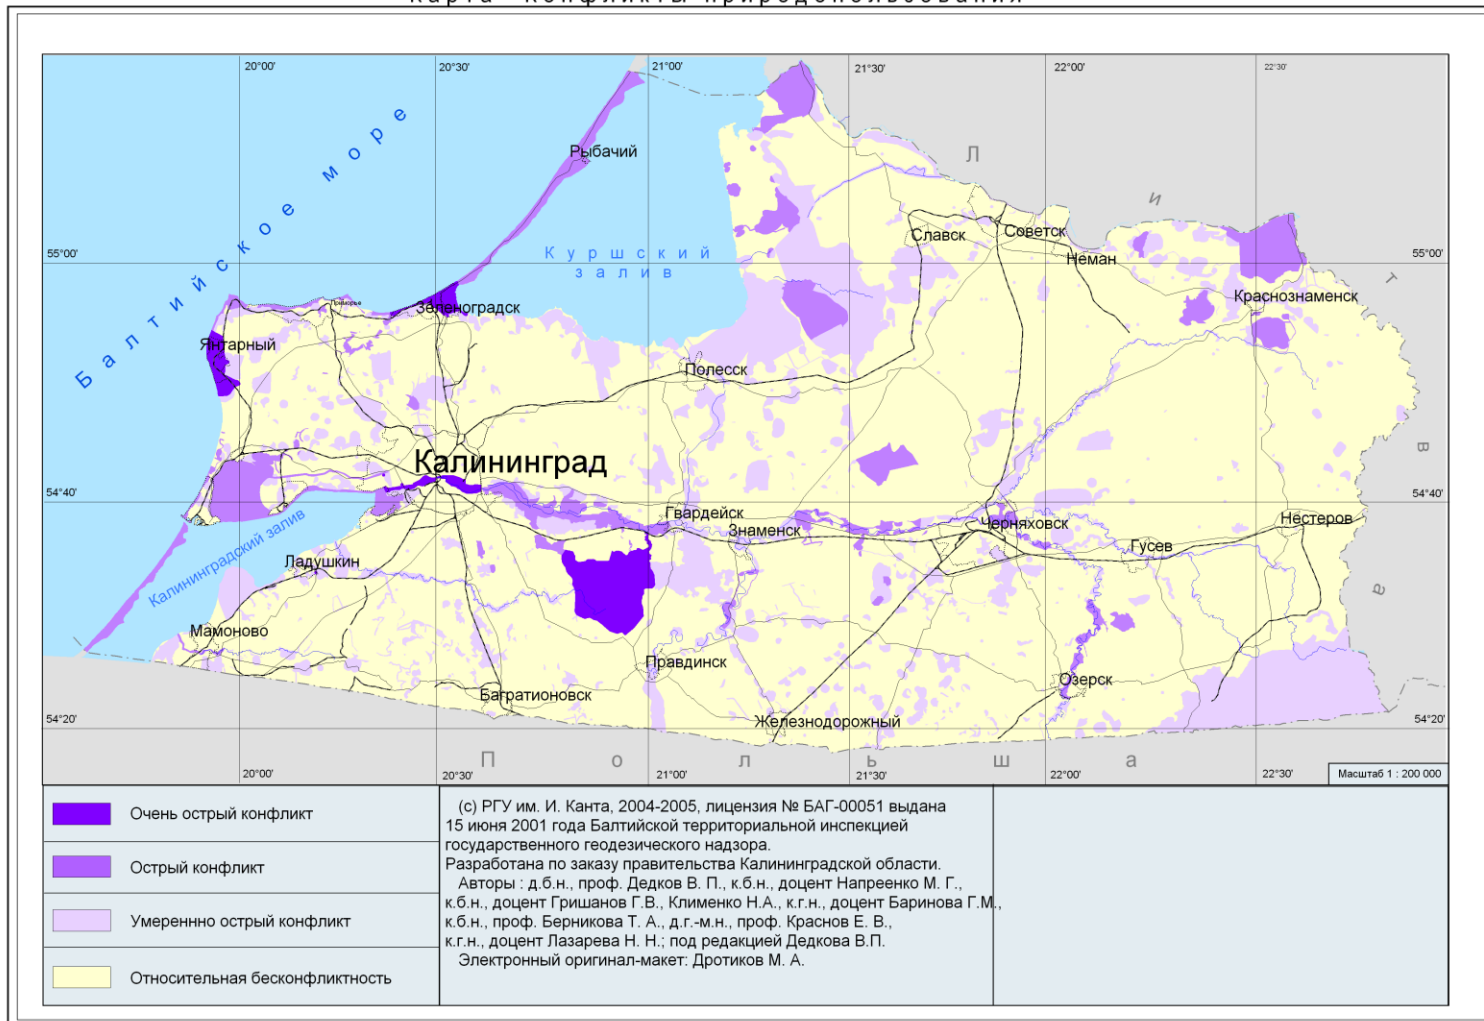 Карта "Конфликты природопользования"
20°00'
20°30'
21°00'
21°30'
22°00'
22°30'
Балтийское море
Рыбачий
Л
и
т
в
а
Куршский
залив
Славск
Советск
Неман
55°00'
55°00'
Краснознаменск
Приморье
Зеленоградск
Янтарный
Полесск
Калининград
54°40'
54°40'
Гвардейск
Знаменск
Черняховск
Нестеров
Гусев
Калининградский залив
Ладушкин
Мамоново
Правдинск
Озерск
Багратионовск
Железнодорожный
54°20'
54°20'
Польша
20°00'
20°30'
21°00'
21°30'
22°00'
22°30'
Масштаб 1 : 200 000
Очень острый конфликт
Острый конфликт
Умереннно острый конфликт
Относительная бесконфликтность
(с) РГУ им. И. Канта, 2004-2005, лицензия № БАГ-00051 выдана
15 июня 2001 года Балтийской территориальной инспекцией
государственного геодезического надзора.
Разработана по заказу правительства Калининградской области.
Авторы : д.б.н., проф. Дедков В. П., к.б.н., доцент Напреенко М. Г.,
к.б.н., доцент Гришанов Г.В., Клименко Н.А., к.г.н., доцент Баринова Г.М.,
к.б.н., проф. Берникова Т. А., д.г.-м.н., проф. Краснов Е. В.,
к.г.н., доцент Лазарева Н. Н.; под редакцией Дедкова В.П.
Электронный оригинал-макет: Дротиков М. А.